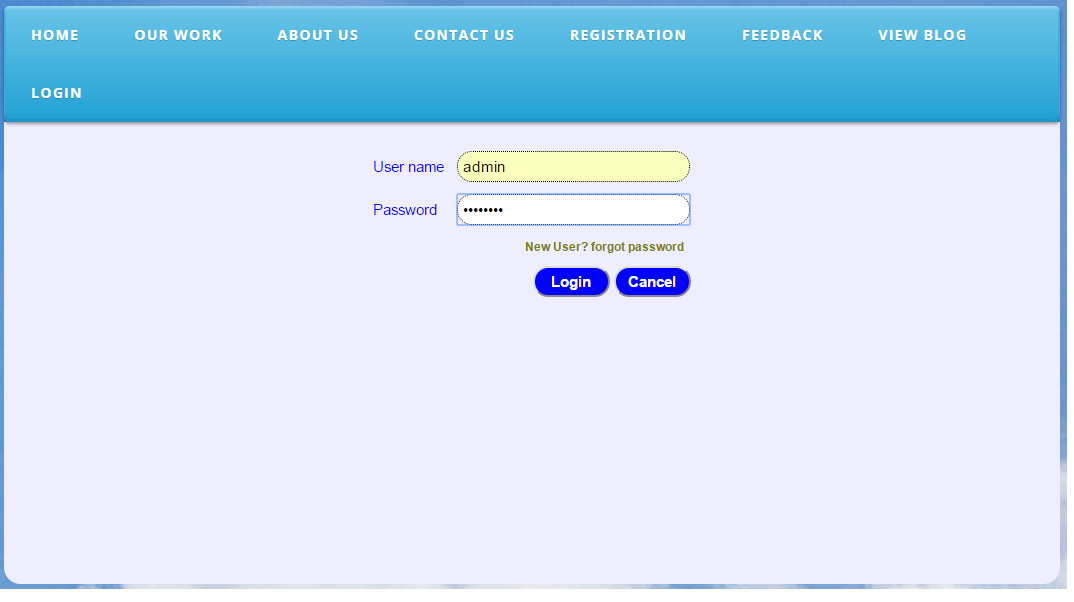 HOME OUR WORK ABOUT US CONTACT US REGISTRATION FEEDBACK VIEW BLOG
LOGIN
User name admin
Password ••••••••
New User? forgot password
Login Cancel